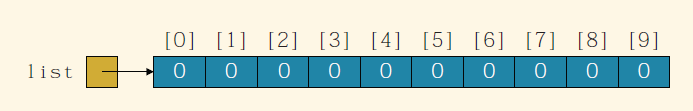 [0] [1] [2] [3] [4] [5] [6] [7] [8] [9]
list 0 0 0 0 0 0 0 0 0 0